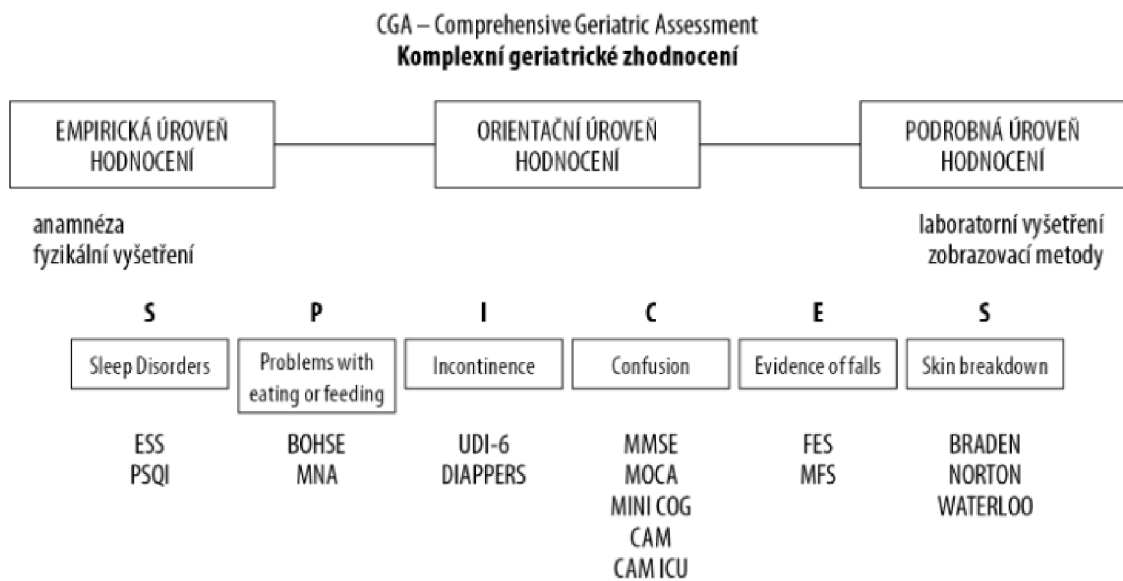 CGA – Comprehensive Geriatric Assessment
Komplexní geriatrické zhodnocení
EMPIRICKÁ ÚROVEŇ
HODNOCENÍ
ORIENTAČNÍ ÚROVEŇ
HODNOCENÍ
PODROBNÁ ÚROVEŇ
HODNOCENÍ
anamnéza
fyzikální vyšetření
laboratorní vyšetření
zobrazovací metody
S
P
I
C
E
S
Sleep Disorders
Problems with
eating or feeding
Incontinence
Confusion
Evidence of falls
Skin breakdown
ESS
PSQI
BOHSE
MNA
UDI-6
DIAPPERS
MMSE
MOCA
MINI COG
CAM
CAM ICU
FES
MFS
BRADEN
NORTON
WATERLOO